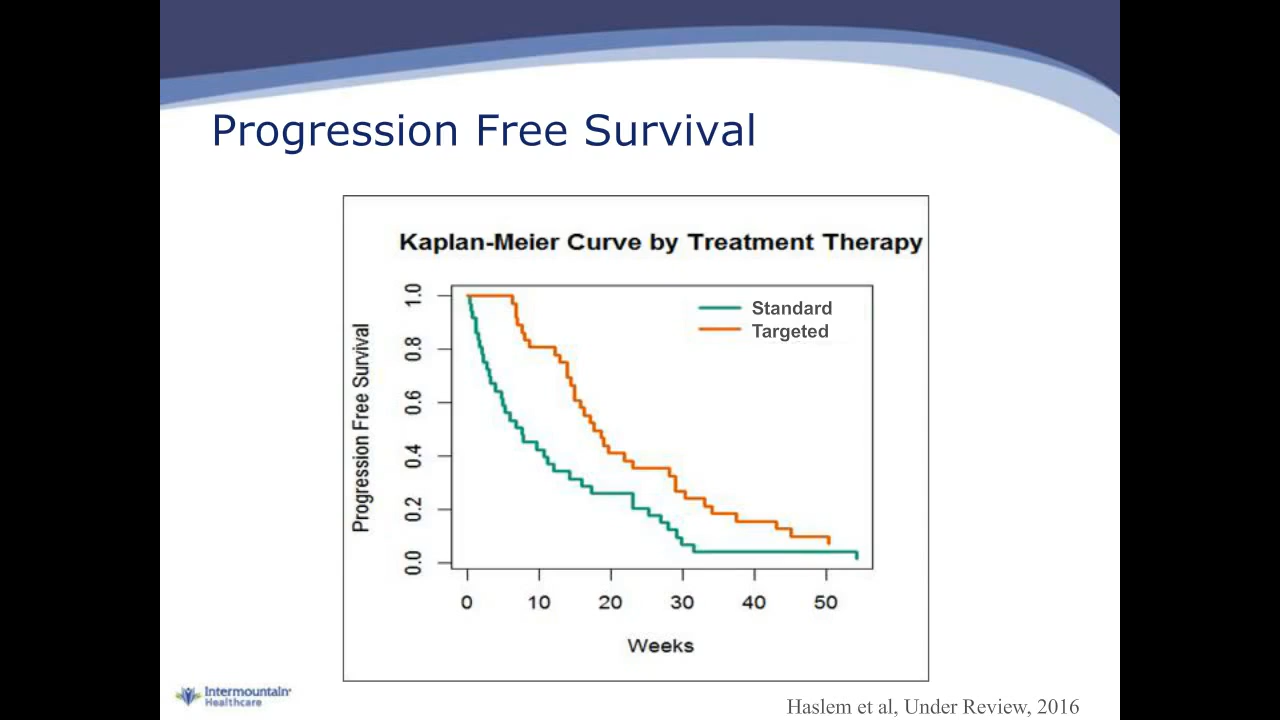 Progression Free Survival
Kaplan-Meier Curve by Treatment Therapy
Standard
Targeted
Progression Free Survival
1.0
0.8
0.6
0.4
0.2
0.0
0 10 20 30 40 50
Weeks
Intermountain
Healthcare
Haslem et al, Under Review, 2016